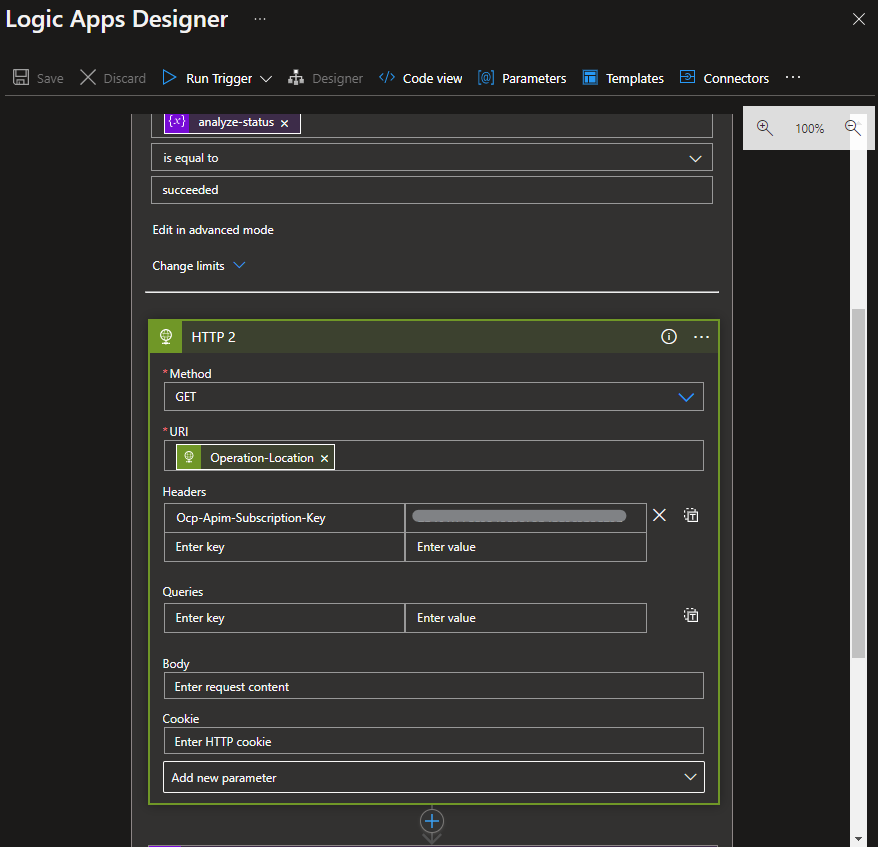 Logic Apps Designer ...
Save Discard Run Trigger Designer Code view Parameters Templates Connectors ...
{x} analyze-status ×
100%
is equal to
succeeded
Edit in advanced mode
Change limits
HTTP 2 ...
* Method
GET
* URI
Operation-Location ×
Headers
Ocp-Apim-Subscription-Key
Enter key Enter value
Queries
Enter key Enter value
Body
Enter request content
Cookie
Enter HTTP cookie
Add new parameter